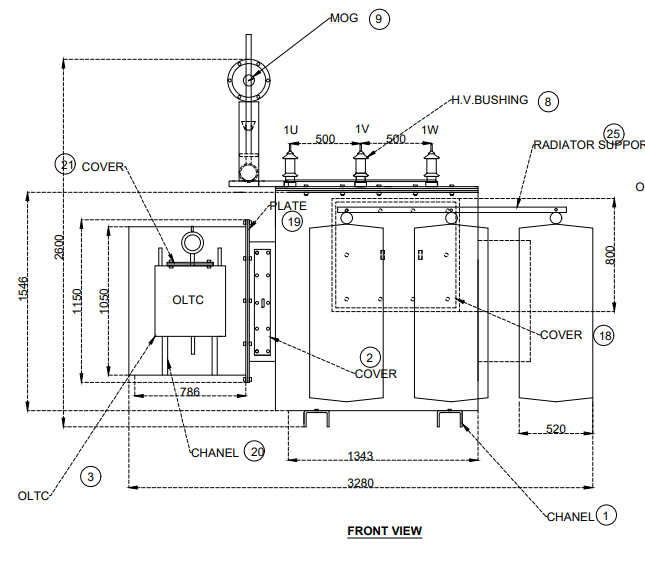 MOG 9
H.V.BUSHING 8
1U 1V 1W
500 500
25
RADIATOR SUPPOR
O
21 COVER
PLATE
19
2600
1546
1150
1050
800
OLTC
COVER 18
2
COVER
786
520
CHANEL 20
1343
3
3280
OLTC
CHANEL 1
FRONT VIEW